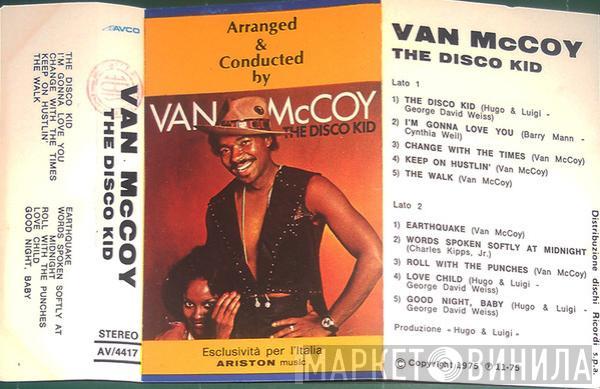 AVCO
THE DISCO KID
I'M GONNA LOVE YOU
CHANGE WITH THE TIMES
KEEP ON HUSTLIN'
THE WALK
EARTHQUAKE
WORDS SPOKEN SOFTLY AT
MIDNIGHT
ROLL WITH THE PUNCHES
LOVE CHILD
GOOD NIGHT, BABY
VAN McCOY
THE DISCO KID
STEREO
AV/4417
Arranged
&
Conducted
by
VAN McCOY
THE DISCO KID
Esclusività per l'Italia
ARISTON music
VAN McCOY
THE DISCO KID
Lato 1
1) THE DISCO KID (Hugo & Luigi -
George David Weiss)
2) I'M GONNA LOVE YOU (Barry Mann -
Cynthia Weil)
3) CHANGE WITH THE TIMES (Van McCoy)
4) KEEP ON HUSTLIN' (Van McCoy)
5) THE WALK (Van McCoy)
Lato 2
1) EARTHQUAKE (Van McCoy)
2) WORDS SPOKEN SOFTLY AT MIDNIGHT
(Charles Kipps, Jr.)
3) ROLL WITH THE PUNCHES (Van McCoy)
4) LOVE CHILD (Hugo & Luigi -
George David Weiss)
5) GOOD NIGHT, BABY (Hugo & Luigi -
George David Weiss)
Produzione - Hugo & Luigi -
© Copyright 1975 ℗ 11-75
Distribuzione dischi Ricordi s.p.a.
МАРКЕТ ВИНИЛА